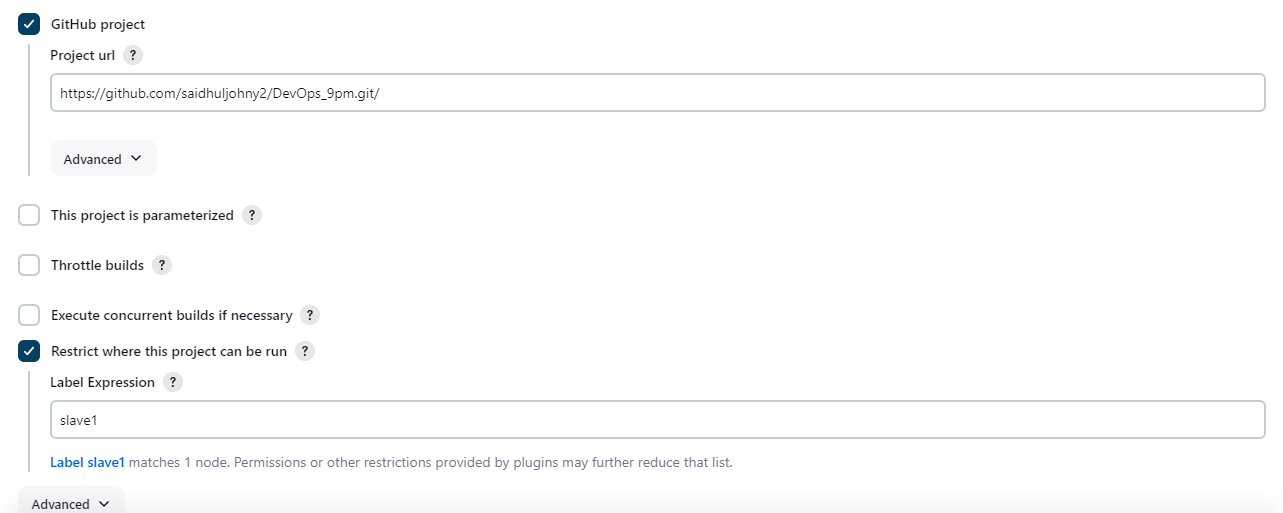 GitHub project
Project url ?
https://github.com/saidhuljohny2/DevOps_9pm.git/
Advanced
This project is parameterized ?
Throttle builds ?
Execute concurrent builds if necessary ?
Restrict where this project can be run ?
Label Expression ?
slave1
Label slave1 matches 1 node. Permissions or other restrictions provided by plugins may further reduce that list.
Advanced